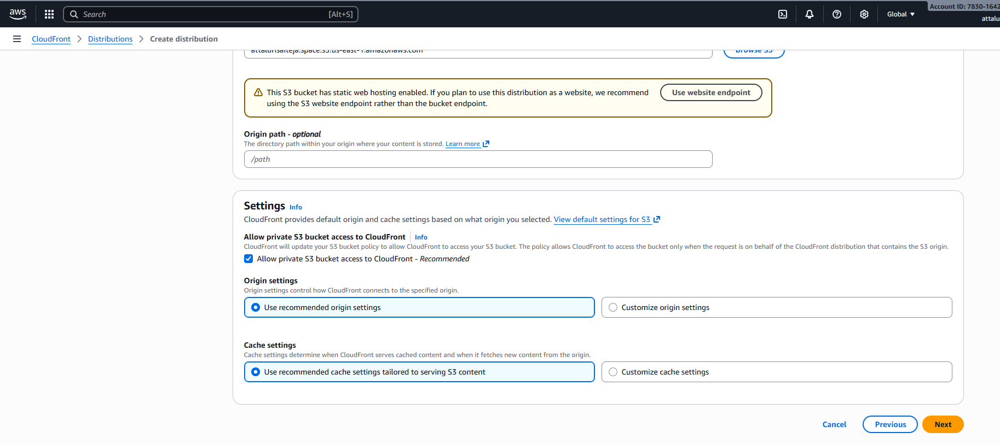 aws
Search
[Alt+S]
Global
Account ID: 7830-1642
attalu
CloudFront
Distributions
Create distribution
attalurisaiteja.space.s3.us-east-1.amazonaws.com
Browse S3
This S3 bucket has static web hosting enabled. If you plan to use this distribution as a website, we recommend
using the S3 website endpoint rather than the bucket endpoint.
Use website endpoint
Origin path - optional
The directory path within your origin where your content is stored. Learn more
/path
Settings Info
CloudFront provides default origin and cache settings based on what origin you selected. View default settings for S3
Allow private S3 bucket access to CloudFront
Info
CloudFront will update your S3 bucket policy to allow CloudFront to access your S3 bucket. The policy allows CloudFront to access the bucket only when the request is on behalf of the CloudFront distribution that contains the S3 origin.
Allow private S3 bucket access to CloudFront - Recommended
Origin settings
Origin settings control how CloudFront connects to the specified origin.
Use recommended origin settings
Customize origin settings
Cache settings
Cache settings determine when CloudFront serves cached content and when it fetches new content from the origin.
Use recommended cache settings tailored to serving S3 content
Customize cache settings
Cancel
Previous
Next